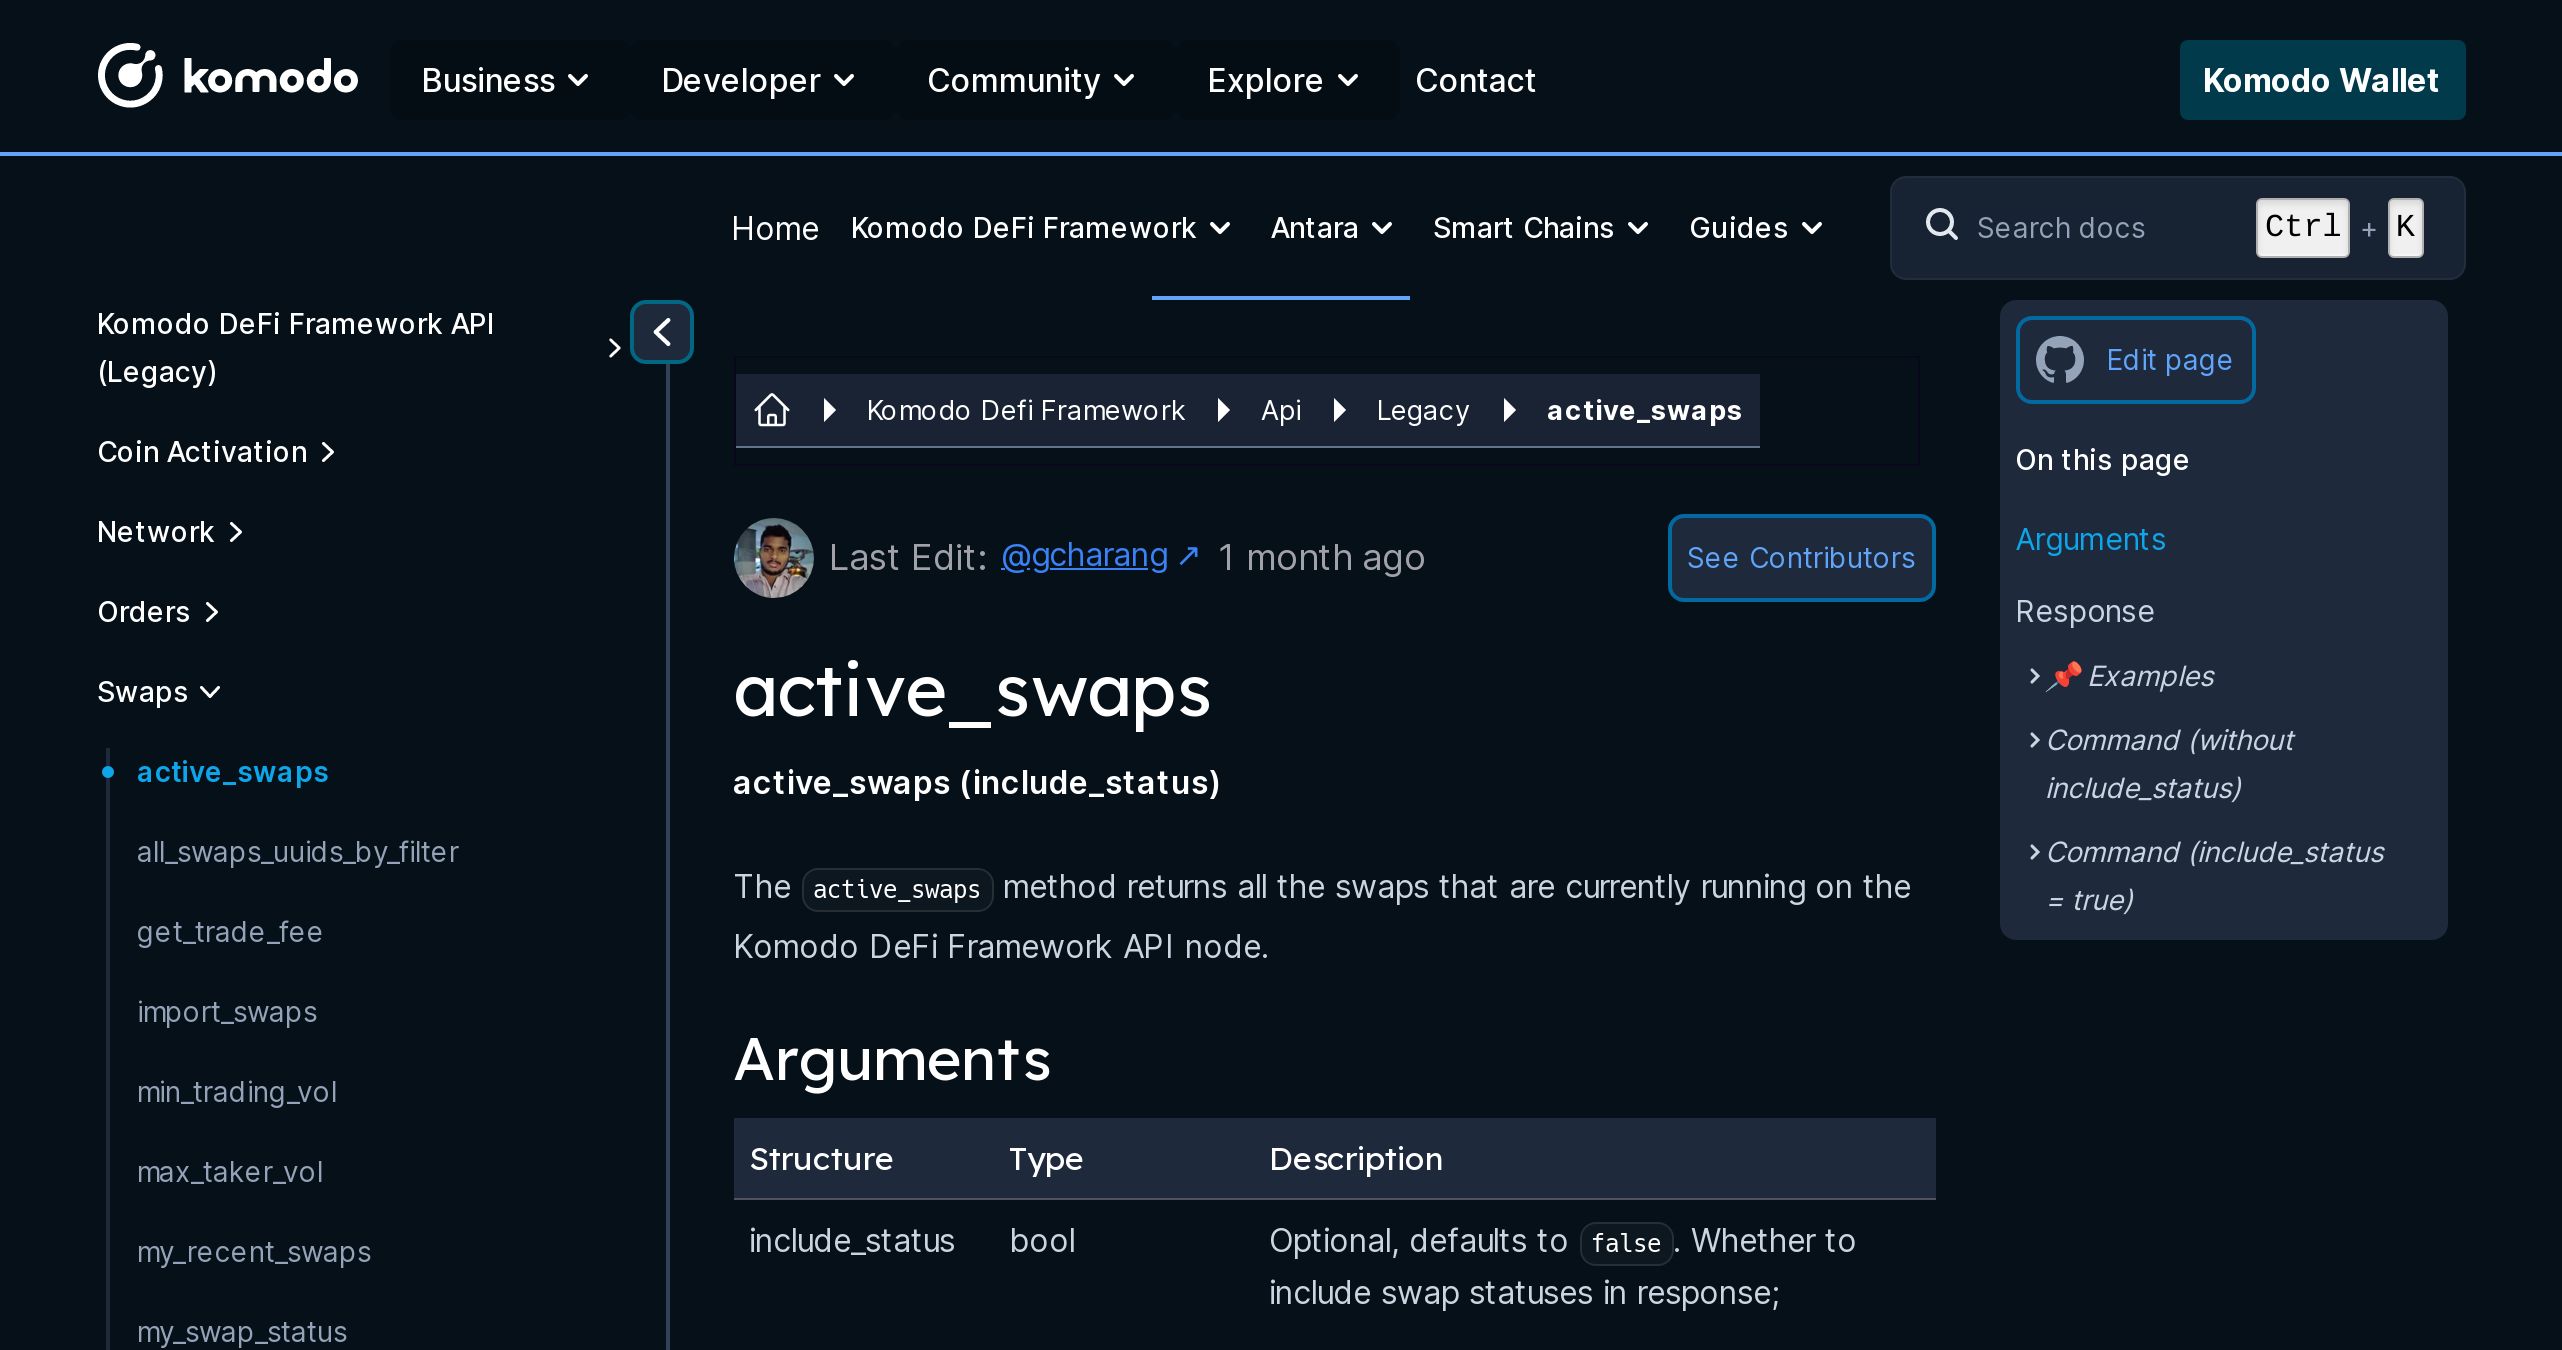 komodo
Business
Developer
Community
Explore
Contact
Komodo Wallet
Home
Komodo DeFi Framework
Antara
Smart Chains
Guides
Search docs
Ctrl + K
Komodo DeFi Framework API
(Legacy)
Coin Activation
Network
Orders
Swaps
active_swaps
all_swaps_uuids_by_filter
get_trade_fee
import_swaps
min_trading_vol
max_taker_vol
my_recent_swaps
my_swap_status
Komodo Defi Framework
Api
Legacy
active_swaps
Last Edit: @gcharang ↗ 1 month ago
See Contributors
active_swaps
active_swaps (include_status)
The active_swaps method returns all the swaps that are currently running on the
Komodo DeFi Framework API node.
Arguments
Structure Type Description
include_status bool Optional, defaults to false. Whether to
include swap statuses in response;
Edit page
On this page
Arguments
Response
📌 Examples
Command (without
include_status)
Command (include_status
= true)